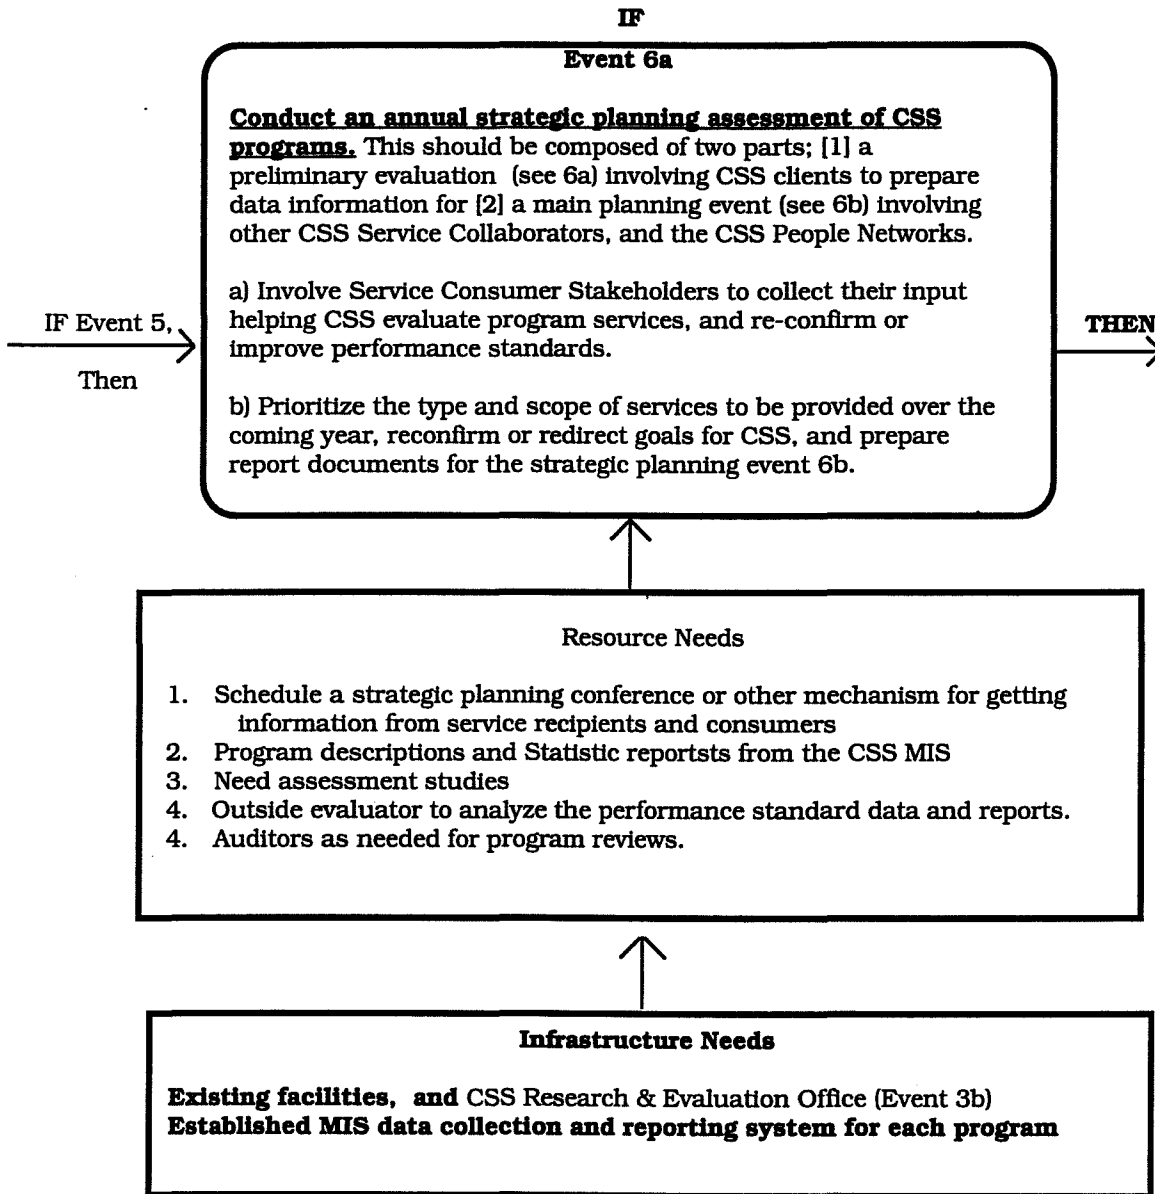 IF
Event 6a
Conduct an annual strategic planning assessment of CSS
programs. This should be composed of two parts; [1] a
preliminary evaluation (see 6a) involving CSS clients to prepare
data information for [2] a main planning event (see 6b) involving
other CSS Service Collaborators, and the CSS People Networks.
a) Involve Service Consumer Stakeholders to collect their input
helping CSS evaluate program services, and re-confirm or
improve performance standards.
b) Prioritize the type and scope of services to be provided over the
coming year, reconfirm or redirect goals for CSS, and prepare
report documents for the strategic planning event 6b.
IF Event 5,
Then
THEN
Resource Needs
1. Schedule a strategic planning conference or other mechanism for getting
information from service recipients and consumers
2. Program descriptions and Statistic reportsts from the CSS MIS
3. Need assessment studies
4. Outside evaluator to analyze the performance standard data and reports.
4. Auditors as needed for program reviews.
Infrastructure Needs
Existing facilities, and CSS Research & Evaluation Office (Event 3b)
Established MIS data collection and reporting system for each program